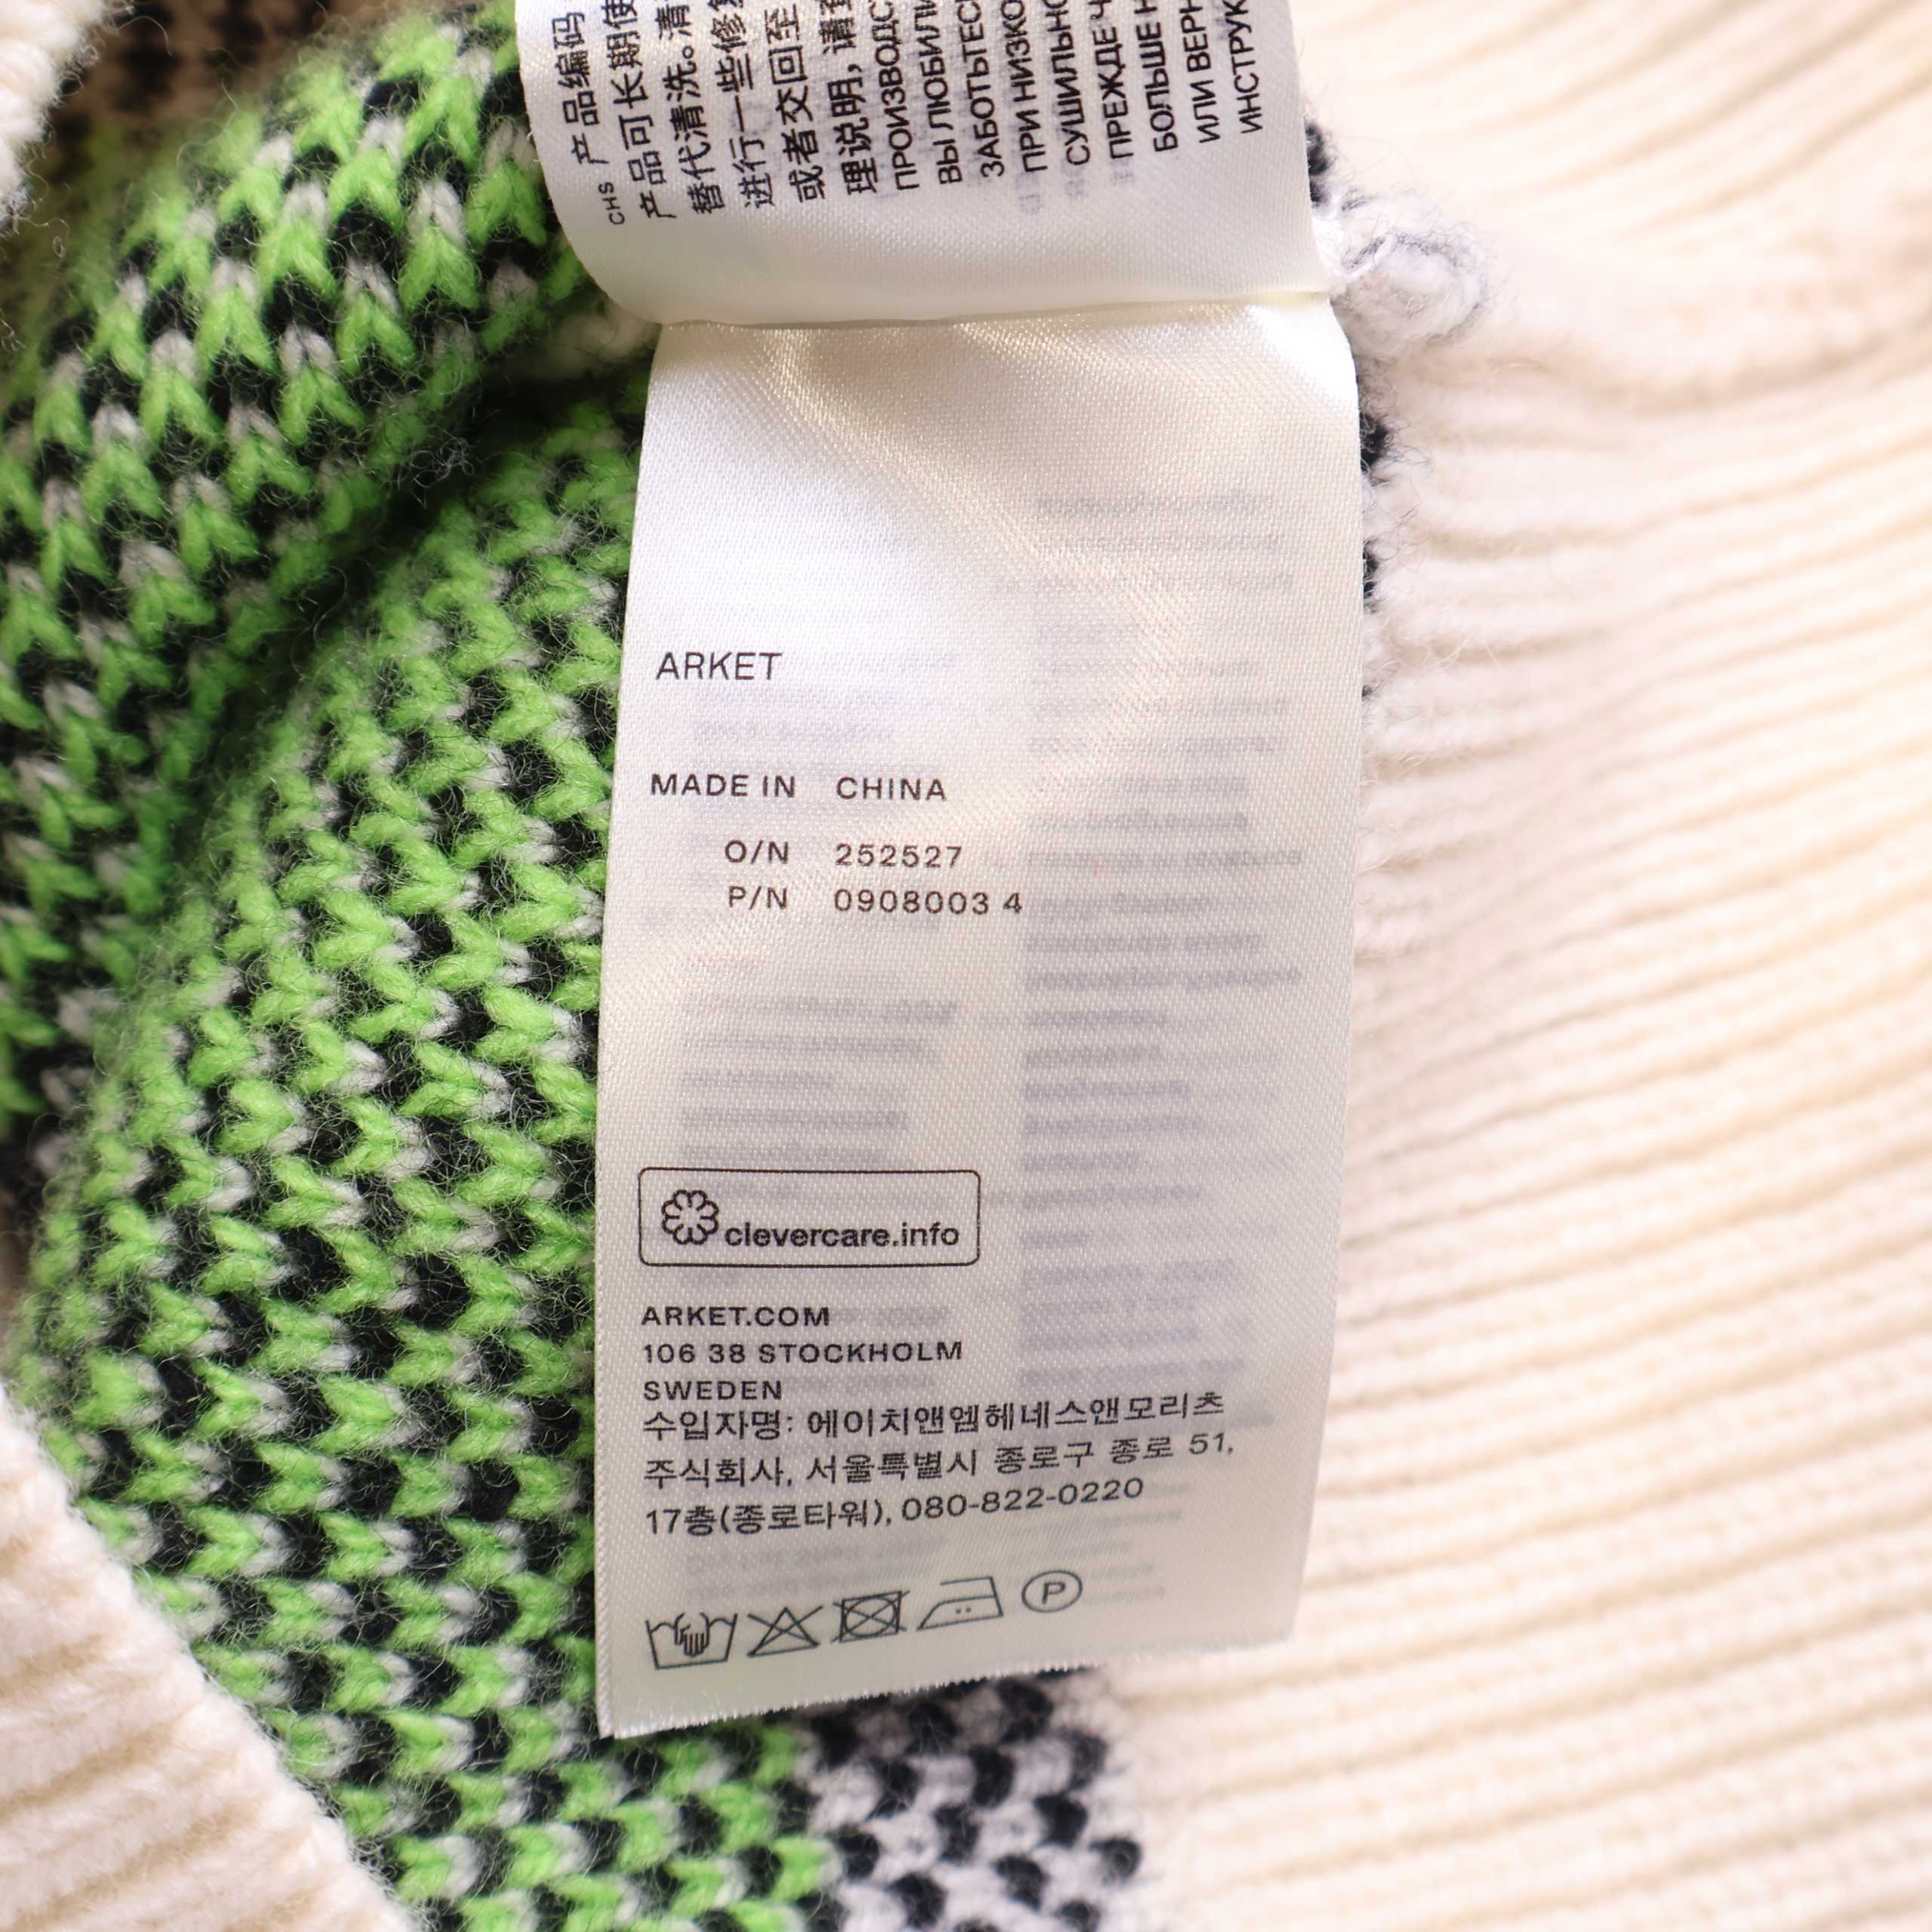 CHS 产品编码
产品可长期使
替代清洗。清
进行一些修
或者交回至
理说明，请
ПРОИЗВОДС
ВЫ ЛЮБИЛИ
ЗАБОТЬТЕС
ПРИ НИЗКО
СУШИЛЬНО
ПРЕЖДЕ Ч
БОЛЬШЕ Н
ИЛИ ВЕРН
ИНСТРУК
ARKET
MADE IN CHINA
O/N 252527
P/N 0908003 4
clevercare.info
ARKET.COM
106 38 STOCKHOLM
SWEDEN
수입자명: 에이치앤엠헤네스앤모리츠
주식회사, 서울특별시 종로구 종로 51,
17층(종로타워), 080-822-0220
P